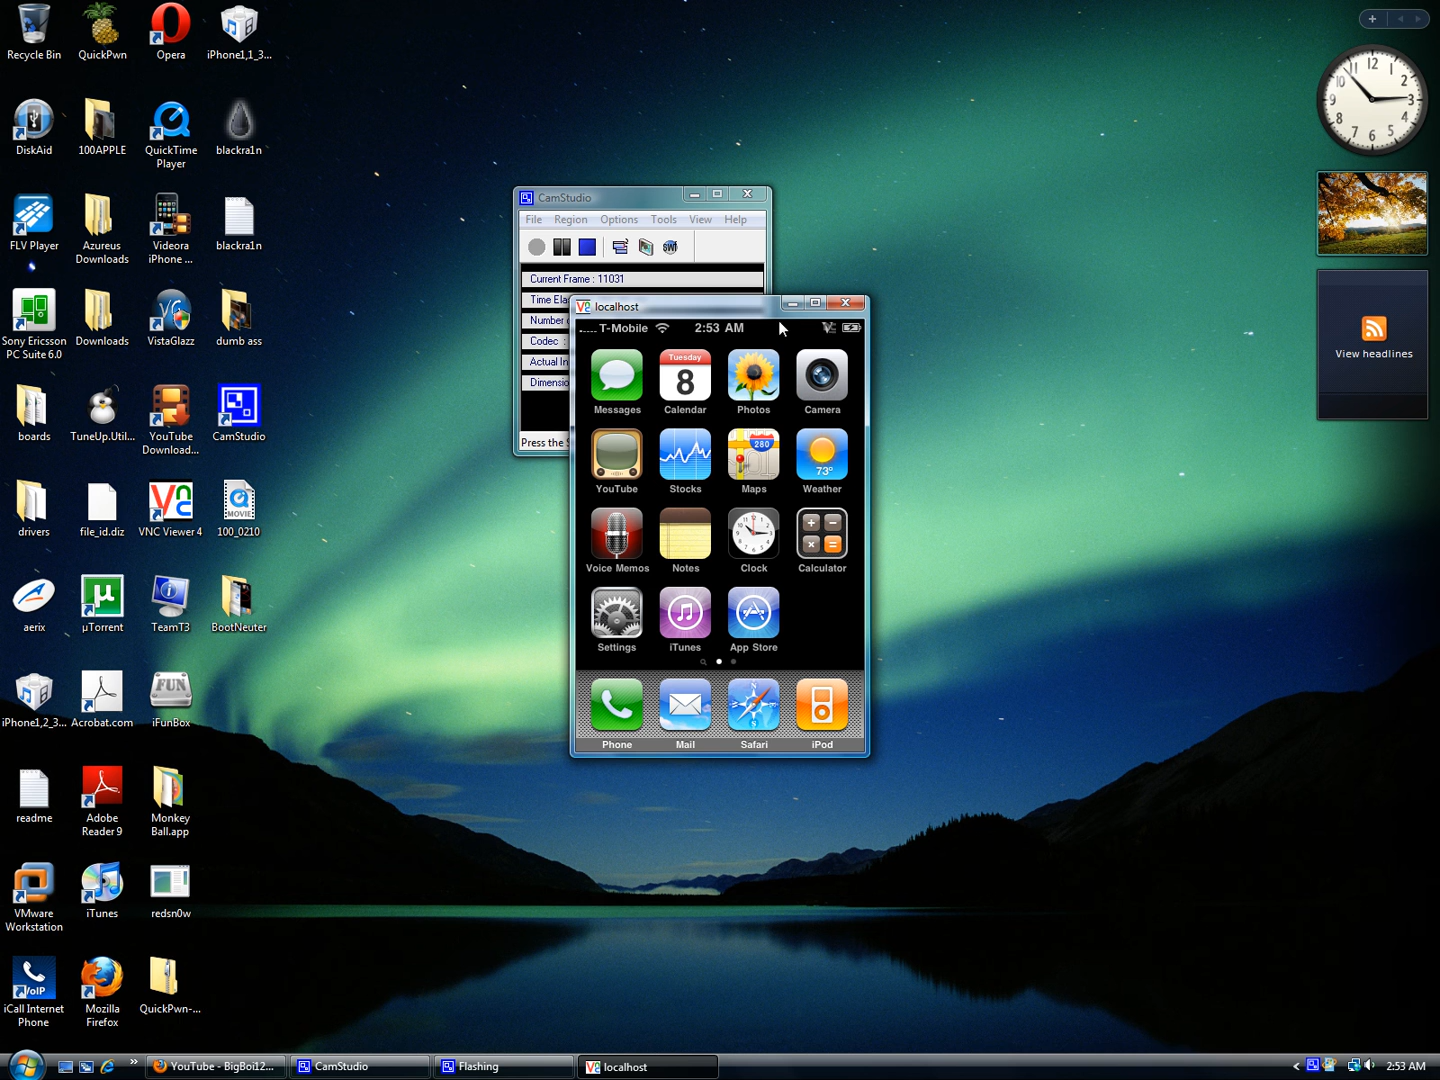 Recycle Bin
QuickPwn
Opera
iPhone1,1_3...
DiskAid
100APPLE
QuickTime
Player
blackra1n
FLV Player
Azureus
Downloads
Videora
iPhone ...
blackra1n
Sony Ericsson
PC Suite 6.0
Downloads
VistaGlazz
dumb ass
boards
TuneUp.Util...
YouTube
Download...
CamStudio
drivers
file_id.diz
VNC Viewer 4
100_0210
aerix
µTorrent
TeamT3
BootNeuter
iPhone1,2_3...
Acrobat.com
iFunBox
readme
Adobe
Reader 9
Monkey
Ball.app
VMware
Workstation
iTunes
redsn0w
iCall Internet
Phone
Mozilla
Firefox
QuickPwn-...
CamStudio
File Region Options Tools View Help
Current Frame : 11031
Time Ela
Number
Codec :
Actual In
Dimensio
Press the S
localhost
T-Mobile 2:53 AM
Tuesday
8
Messages Calendar Photos Camera
280
73°
YouTube Stocks Maps Weather
Voice Memos Notes Clock Calculator
Settings iTunes App Store
Phone Mail Safari iPod
View headlines
YouTube - BigBoi12...
CamStudio
Flashing
localhost
2:53 AM